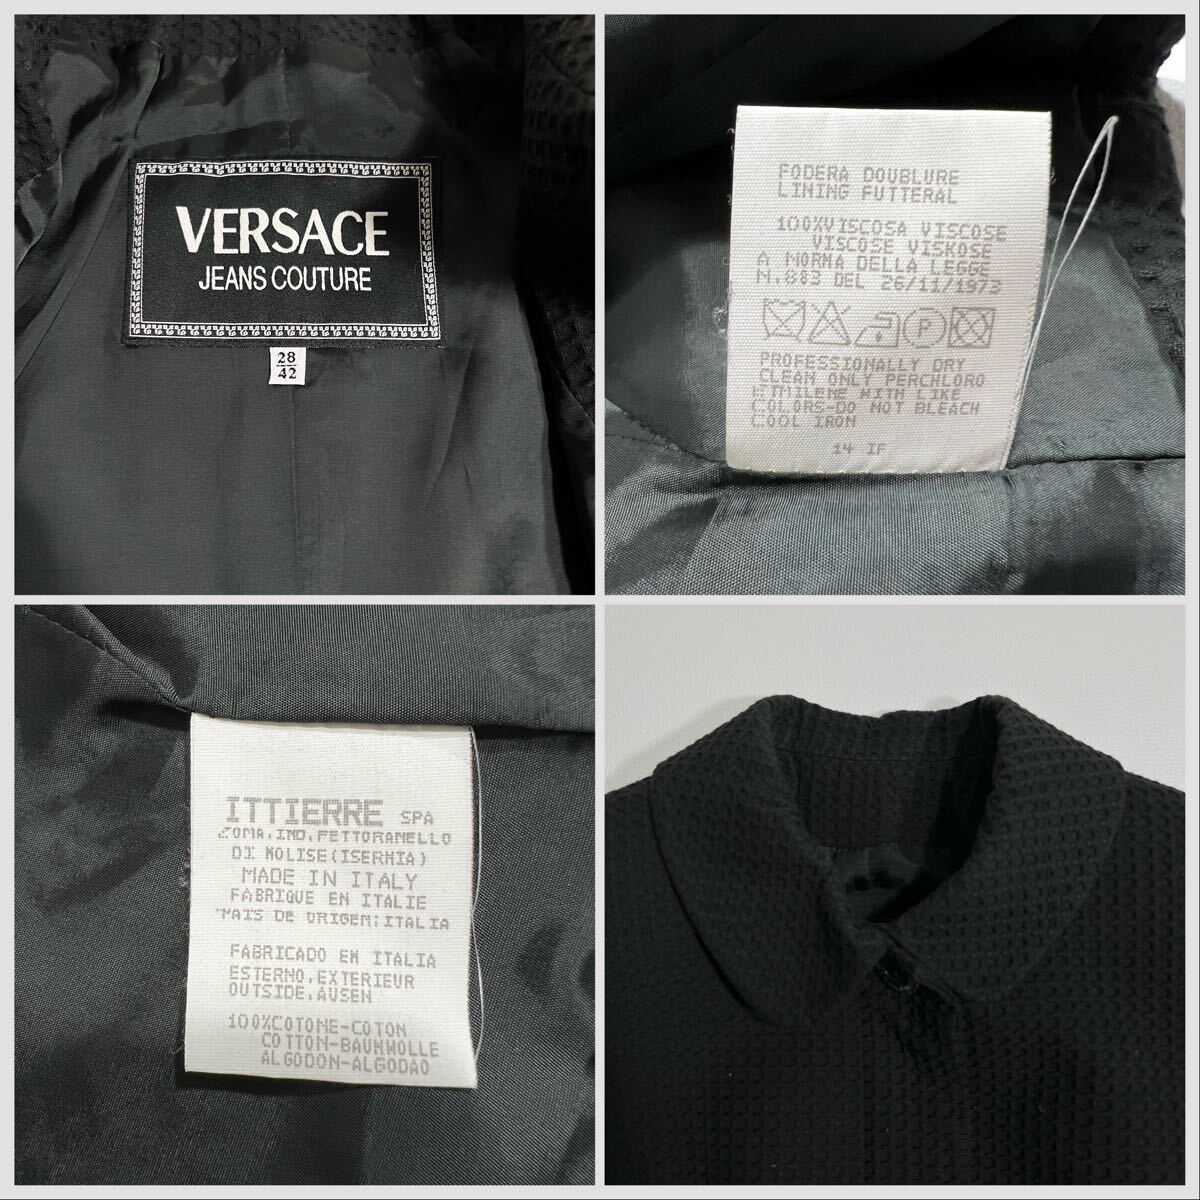 VERSACE
JEANS COUTURE
28
42
FODERA DOUBLURE
LINING FUTTERAL
100%VISCOSA VISCOSE
VISCOSE VISKOSE
A NORMA DELLA LEGGE
N.883 DEL 26/11/1973
P
PROFESSIONALLY DRY
CLEAN ONLY PERCHLORO
ETHILENE WITH LIKE
COLORS-DO NOT BLEACH
COOL IRON
14 IF
ITTIERRE SPA
ZONA.IND.PETTORANELLO
DI MOLISE(ISERNIA)
MADE IN ITALY
FABRIQUE EN ITALIE
PAIS DE ORIGEN:ITALIA
FABRICADO EN ITALIA
ESTERNO,EXTERIEUR
OUTSIDE,AUSEN
100%COTONE-COTON
COTTON-BAUMWOLLE
ALGODON-ALGODAO